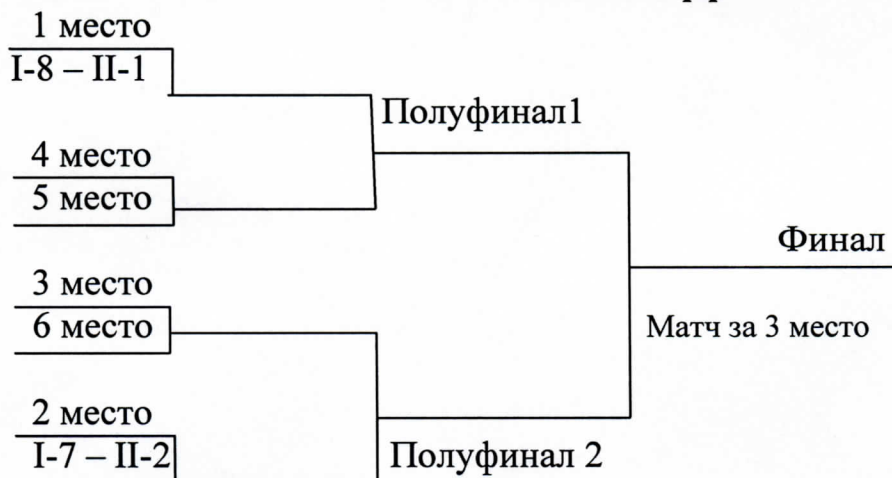 1 место
I-8 – II-1
Полуфинал1
4 место
5 место
Финал
3 место
6 место
Матч за 3 место
2 место
I-7 – II-2
Полуфинал 2